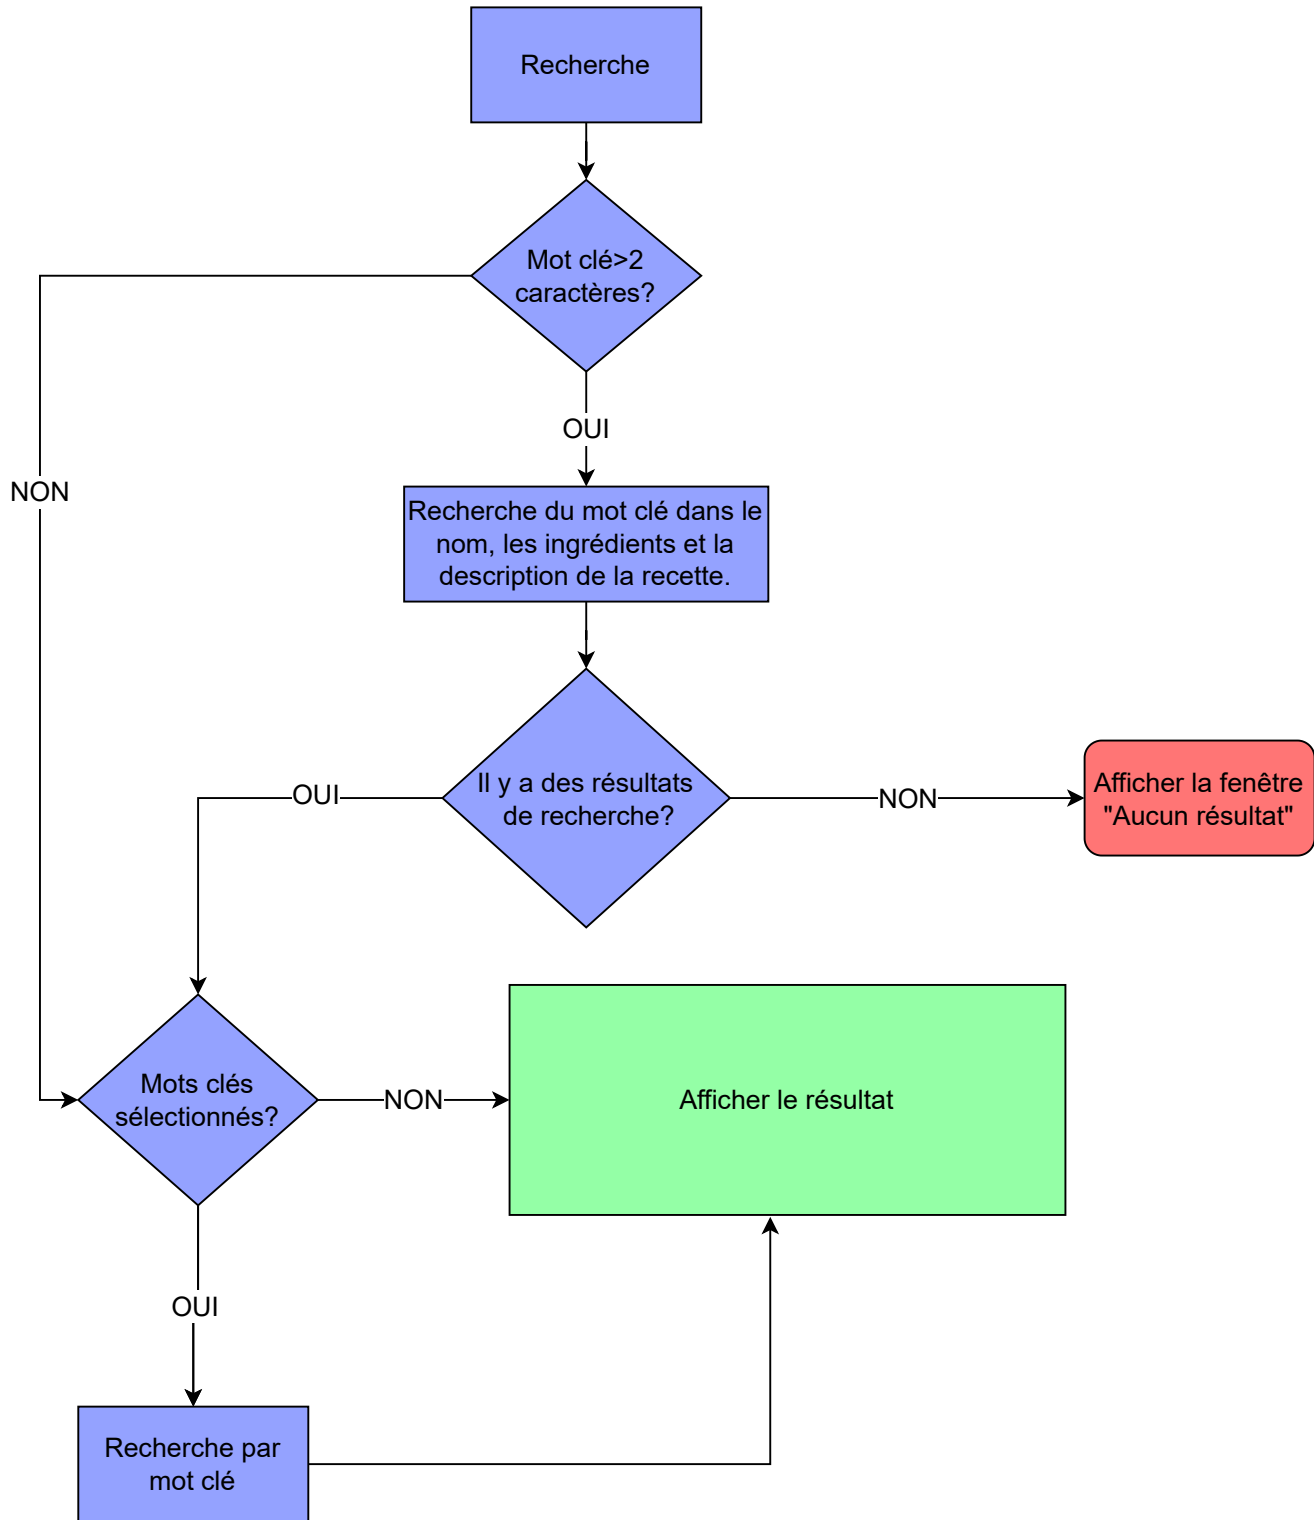 Recherche
Mot clé>2
caractères?
OUI
NON
Recherche du mot clé dans le
nom, les ingrédients et la
description de la recette.
Il y a des résultats
de recherche?
OUI
NON
Afficher la fenêtre
"Aucun résultat"
Mots clés
sélectionnés?
NON
Afficher le résultat
OUI
Recherche par
mot clé